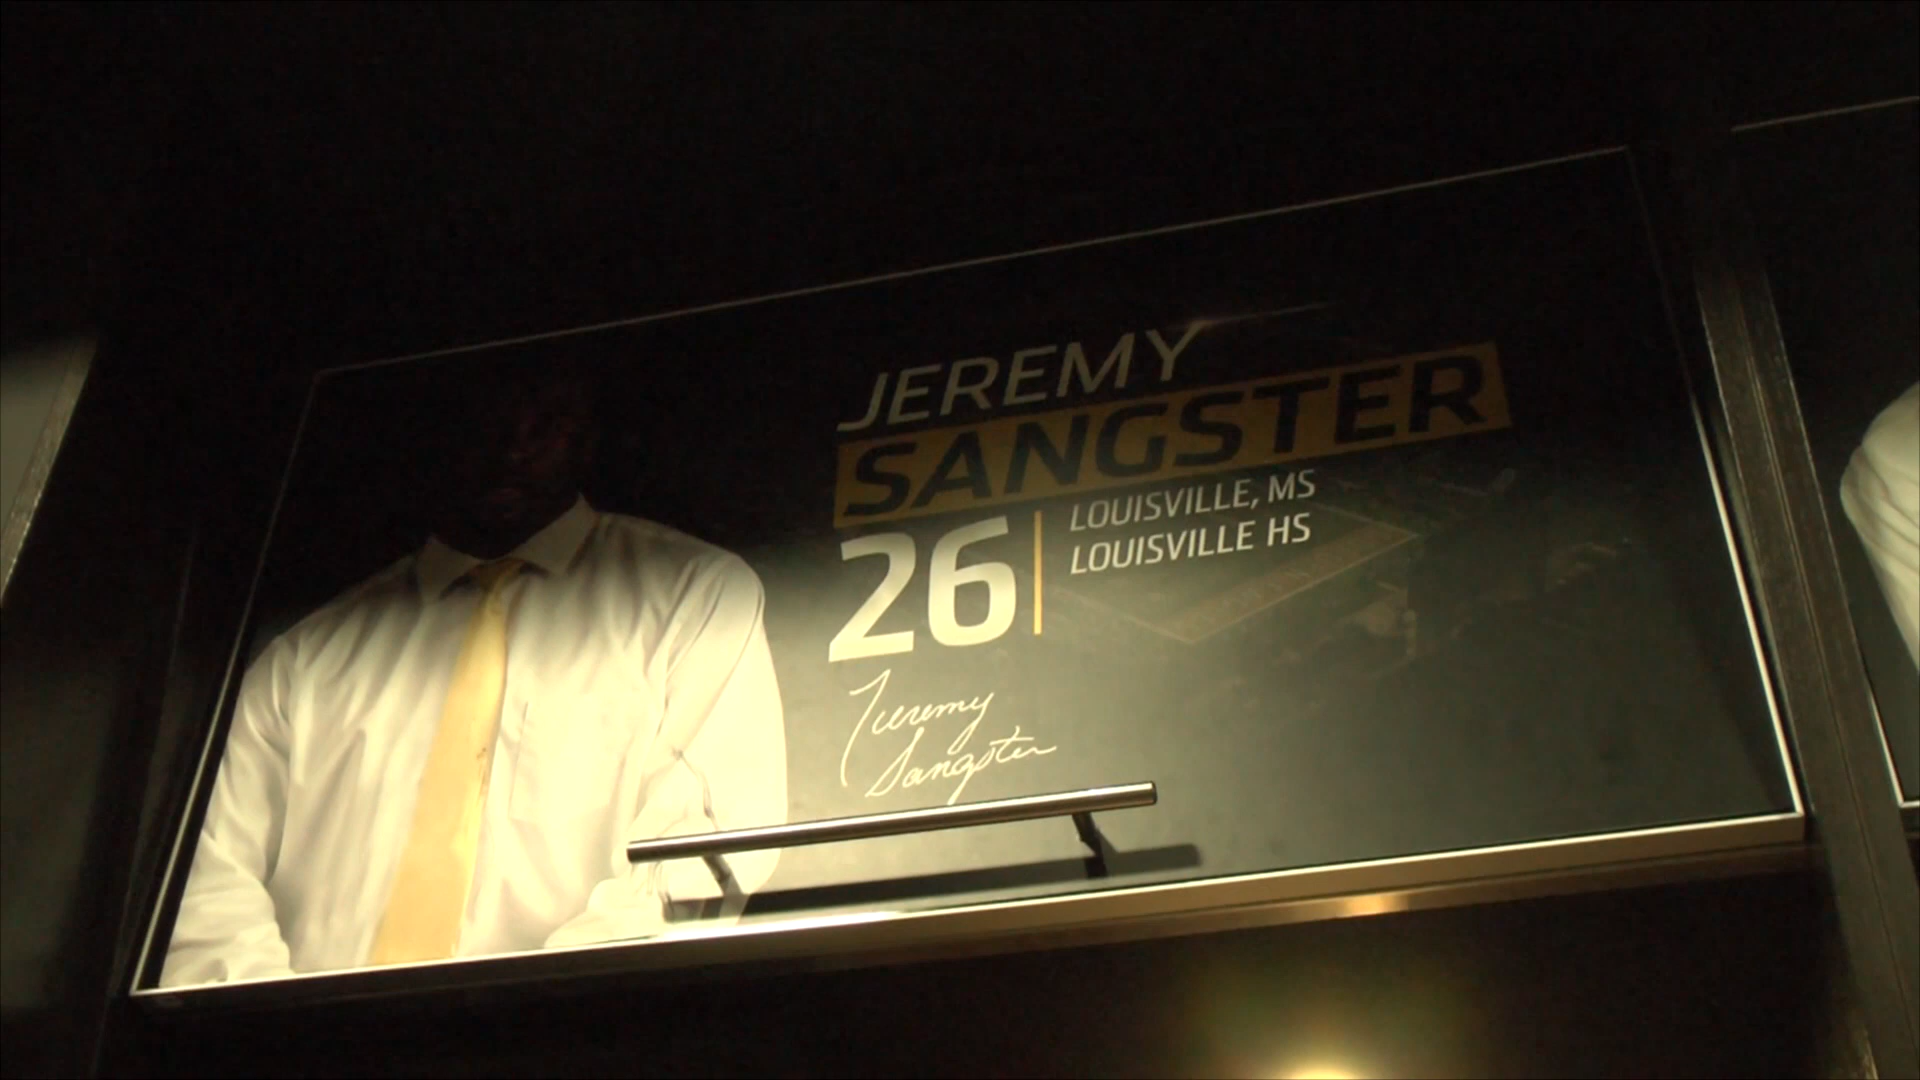 JEREMY
SANGSTER
26
LOUISVILLE, MS
LOUISVILLE HS
Jeremy
Sangster